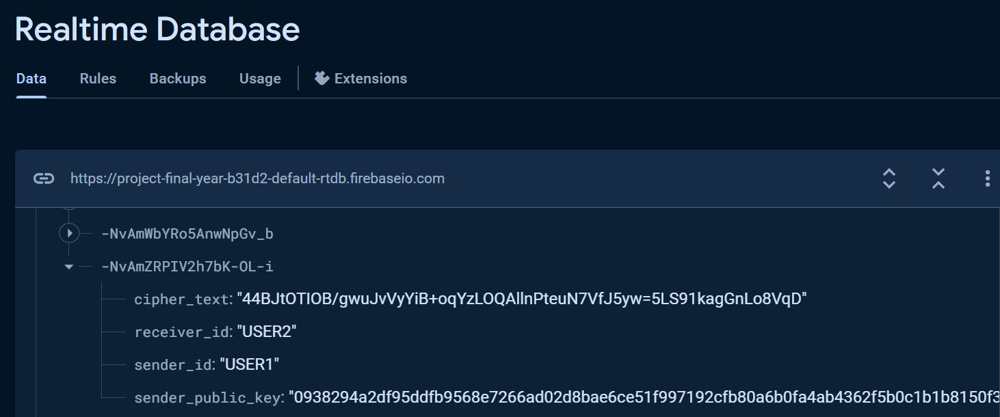 Realtime Database
Data Rules Backups Usage Extensions
https://project-final-year-b31d2-default-rtdb.firebaseio.com
-NvAmWbYRo5AnwNpGv_b
-NvAmZRPIV2h7bK-OL-i
cipher_text: "44BJtOTIOB/gwuJvVyYiB+oqYzLOQAllnPteuN7VfJ5yw=5LS91kagGnLo8VqD"
receiver_id: "USER2"
sender_id: "USER1"
sender_public_key: "0938294a2df95ddfb9568e7266ad02d8bae6ce51f997192cfb80a6b0fa4ab4362f5b0c1b1b8150f3